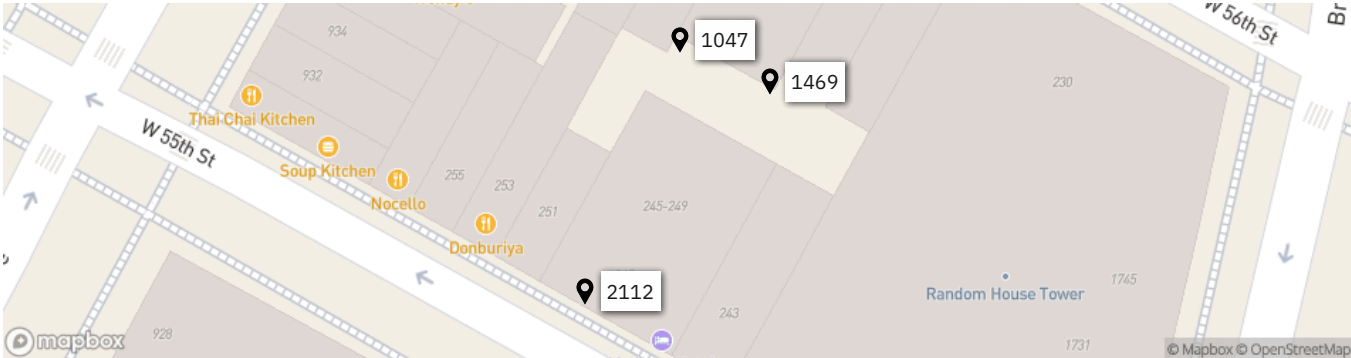 W 56th St
Br
934
1047
932
1469
230
Thai Chai Kitchen
W 55th St
Soup Kitchen
255
253
Nocello
251
245-249
Donburiya
2112
Random House Tower
1745
243
928
1731
mapbox
© Mapbox © OpenStreetMap